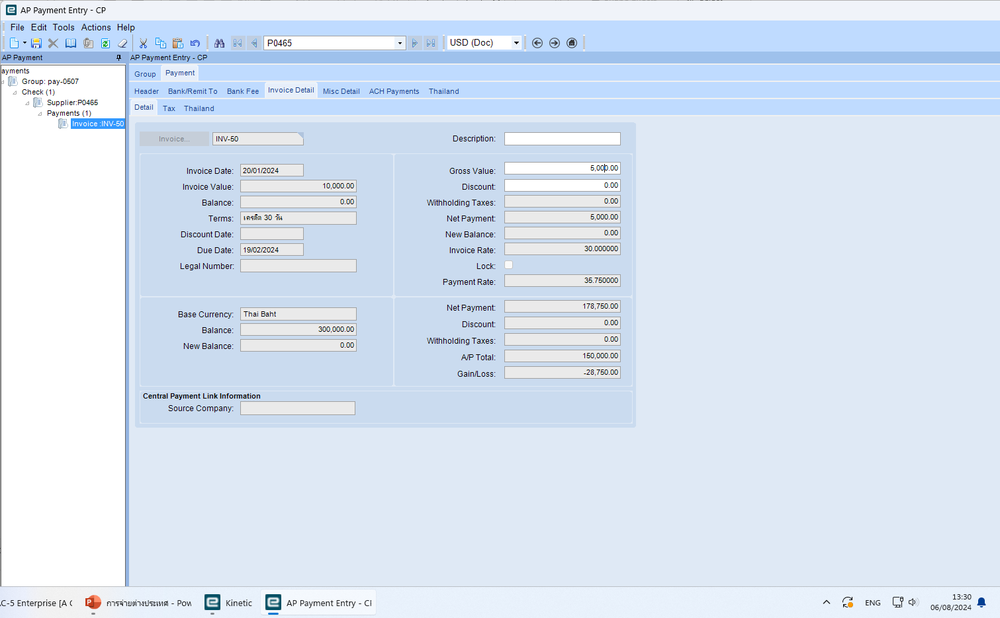 AP Payment Entry - CP
File Edit Tools Actions Help
P0465
USD (Doc)
AP Payment
AP Payment Entry - CP
ayments
Group: pay-0507
Check (1)
Supplier:P0465
Payments (1)
Invoice :INV-50
Group Payment
Header Bank/Remit To Bank Fee Invoice Detail Misc Detail ACH Payments Thailand
Detail Tax Thailand
Invoice... INV-50
Description:
Invoice Date: 20/01/2024
Invoice Value: 10,000.00
Balance: 0.00
Terms: เครดิต 30 วัน
Discount Date:
Due Date: 19/02/2024
Legal Number:
Gross Value: 5,000.00
Discount: 0.00
Withholding Taxes: 0.00
Net Payment: 5,000.00
New Balance: 0.00
Invoice Rate: 30.000000
Lock:
Payment Rate: 35.750000
Base Currency: Thai Baht
Balance: 300,000.00
New Balance: 0.00
Net Payment: 178,750.00
Discount: 0.00
Withholding Taxes: 0.00
A/P Total: 150,000.00
Gain/Loss: -28,750.00
Central Payment Link Information
Source Company:
C-5 Enterprise [A การจ่ายต่างประเทศ - Pow Kinetic AP Payment Entry - CP
ENG
13:30
06/08/2024